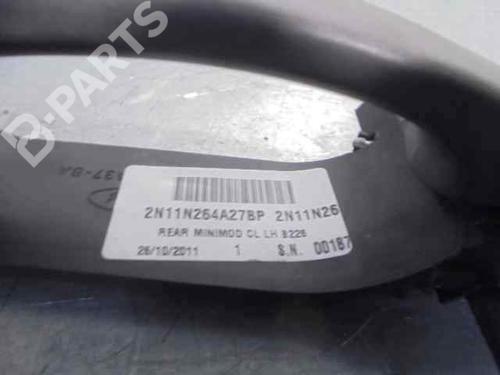 B-PARTS
2N11N264A27BP 2N11N26
REAR MINIMOD CL LH 8226
26/10/2011 1 S.N. 00187